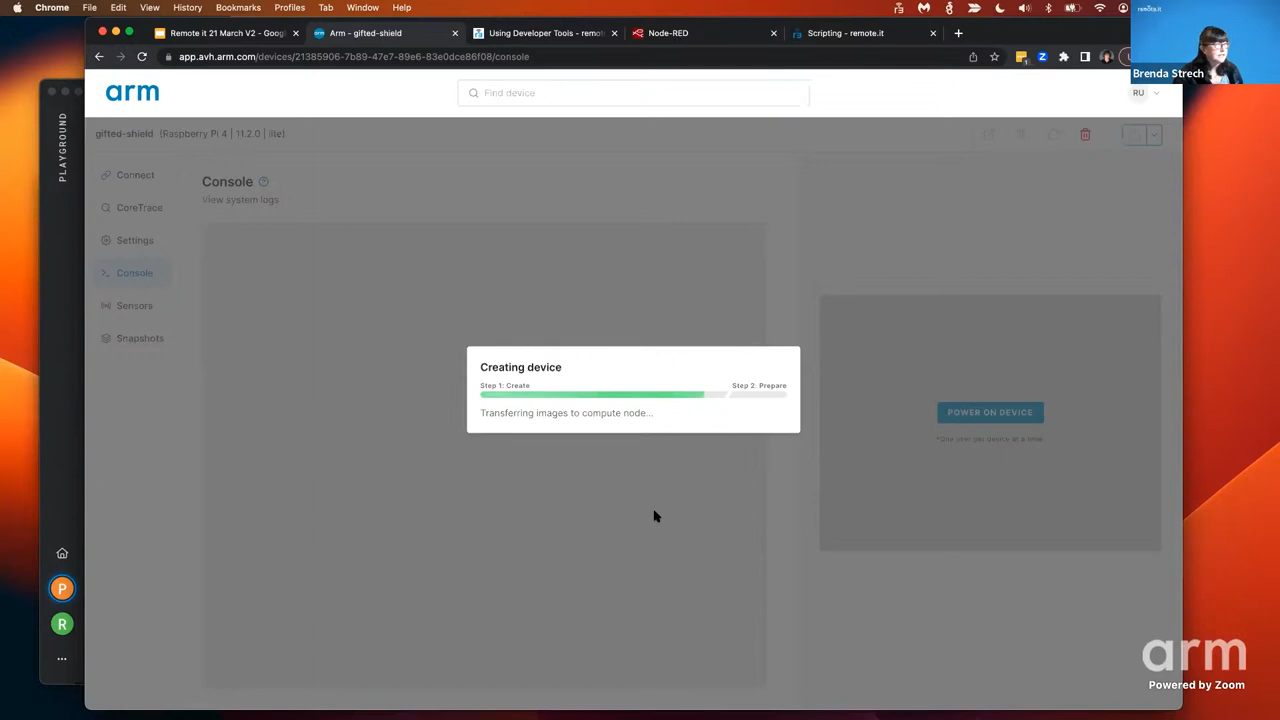 Chrome File Edit View History Bookmarks Profiles Tab Window Help
remote.it
Remote it 21 March V2 - Goog
Arm - gifted-shield
Using Developer Tools - remot
Node-RED
Scripting - remote.it
app.avh.arm.com/devices/21385906-7b89-47e7-89e6-83e0dce86f08/console
Brenda Strech
arm
Find device
RU
gifted-shield (Raspberry Pi 4 | 11.2.0 | lite)
PLAYGROUND
Connect
CoreTrace
Settings
Console
Sensors
Snapshots
Console
View system logs
Creating device
Step 1: Create
Step 2: Prepare
Transferring images to compute node...
POWER ON DEVICE
P
R
arm
Powered by Zoom